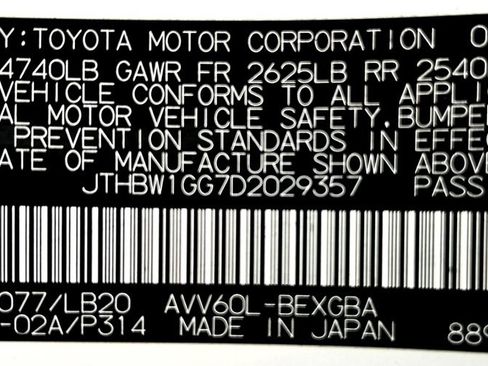 Y:TOYOTA MOTOR CORPORATION 0
4740LB GAWR FR 2625LB RR 2540
VEHICLE CONFORMS TO ALL APPLI
AL MOTOR VEHICLE SAFETY,BUMPE
PREVENTION STANDARDS IN EFFE
ATE OF MANUFACTURE SHOWN ABOVE
JTHBW1GG7D2029357 PASS
077/LB20 AVV60L-BEXGBA
-02A/P314 MADE IN JAPAN 889